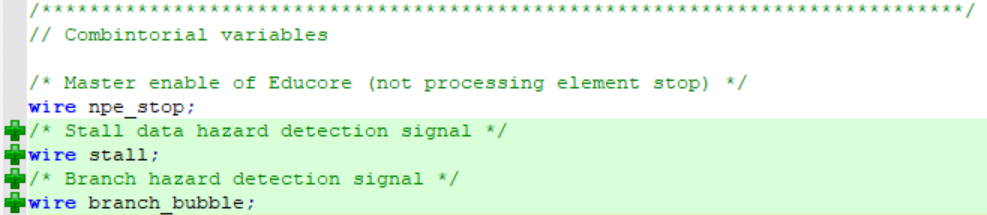 /******************************************************************************/
// Combintorial variables
/* Master enable of Educore (not processing element stop) */
wire npe_stop;
/* Stall data hazard detection signal */
wire stall;
/* Branch hazard detection signal */
wire branch_bubble;